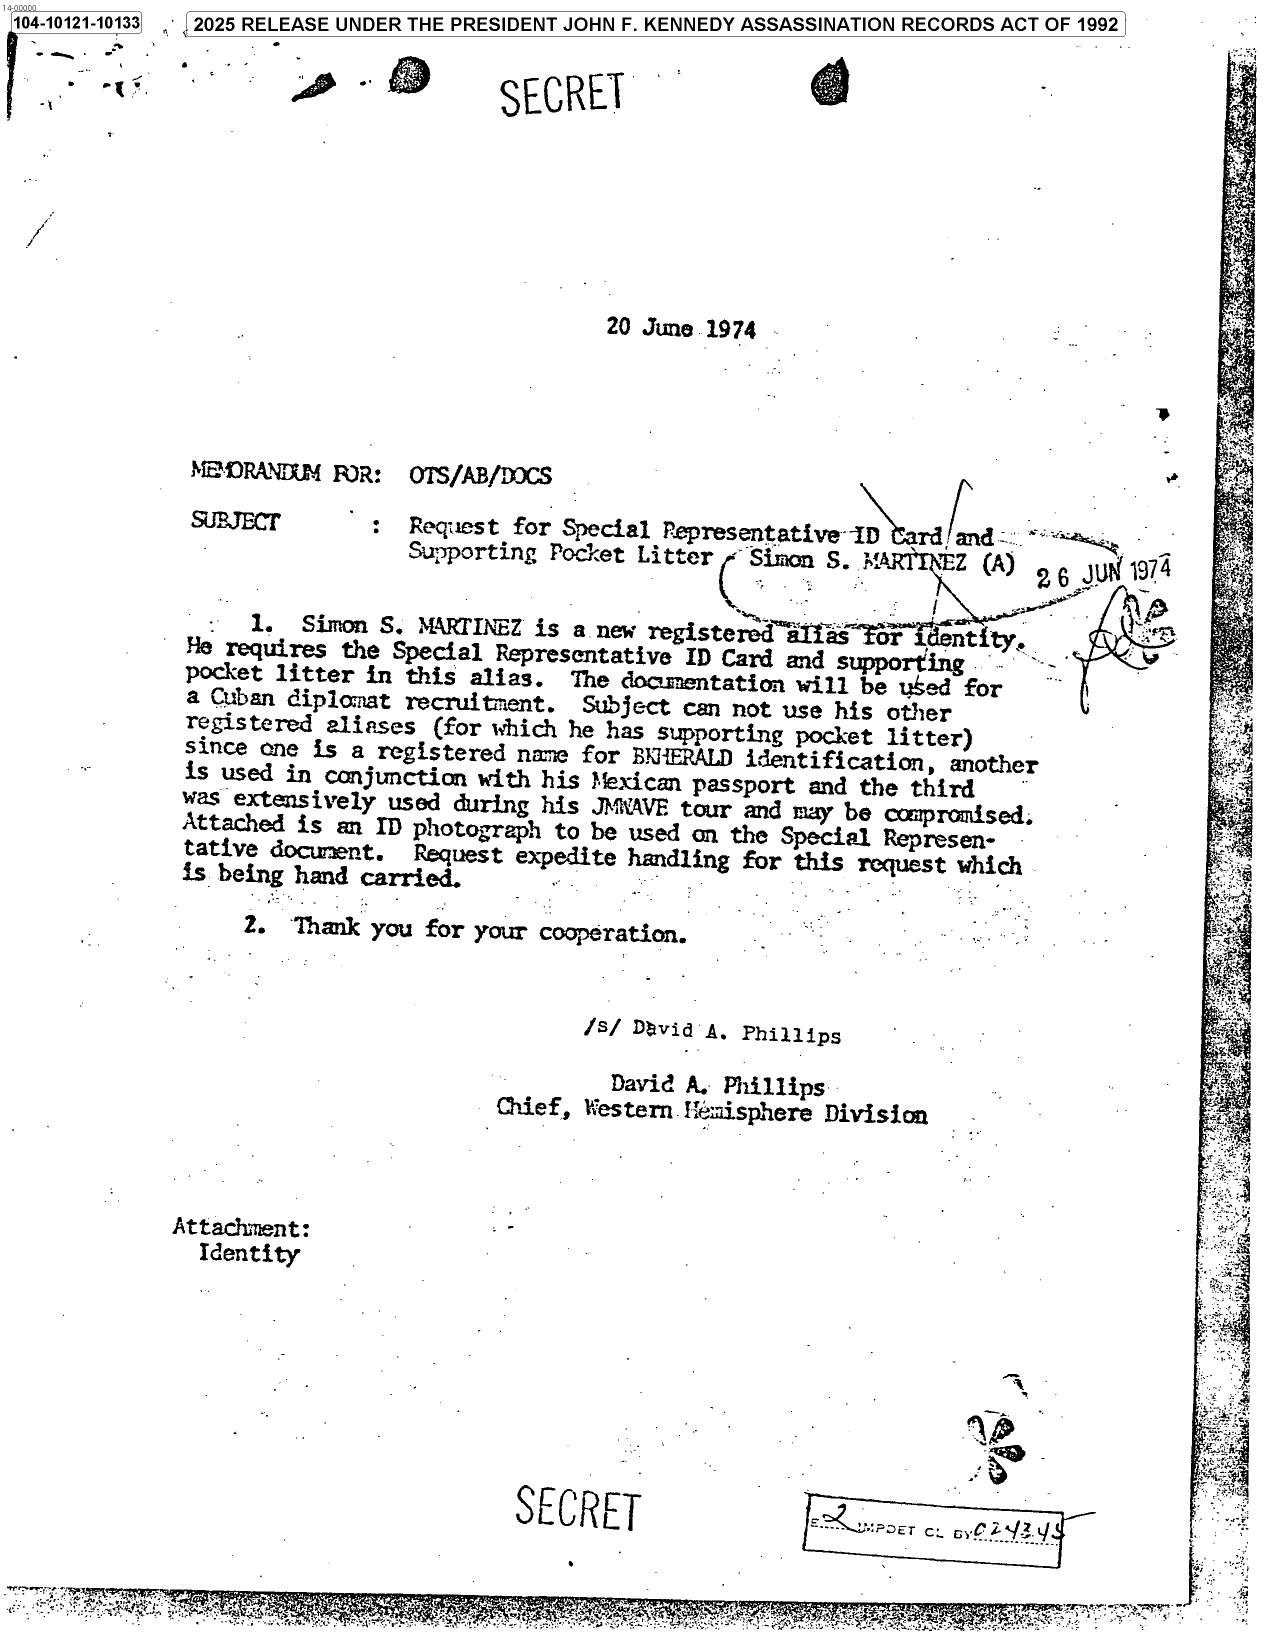 14-00000
104-10121-10133
2025 RELEASE UNDER THE PRESIDENT JOHN F. KENNEDY ASSASSINATION RECORDS ACT OF 1992
SECRET
20 June 1974
MEMORANDUM FOR: OTS/AB/DOCS
SUBJECT : Request for Special Representative ID Card and
Supporting Pocket Litter - Simon S. MARTINEZ (A)
26 JUN 1974
1. Simon S. MARTINEZ is a new registered alias for identity.
He requires the Special Representative ID Card and supporting
pocket litter in this alias. The documentation will be used for
a Cuban diplomat recruitment. Subject can not use his other
registered aliases (for which he has supporting pocket litter)
since one is a registered name for BKHERALD identification, another
is used in conjunction with his Mexican passport and the third
was extensively used during his JMWAVE tour and may be compromised.
Attached is an ID photograph to be used on the Special Represen-
tative document. Request expedite handling for this request which
is being hand carried.
2. Thank you for your cooperation.
/s/ David A. Phillips
David A. Phillips
Chief, Western Hemisphere Division
Attachment:
Identity
SECRET
E 2 IMPDET CL BY 024345